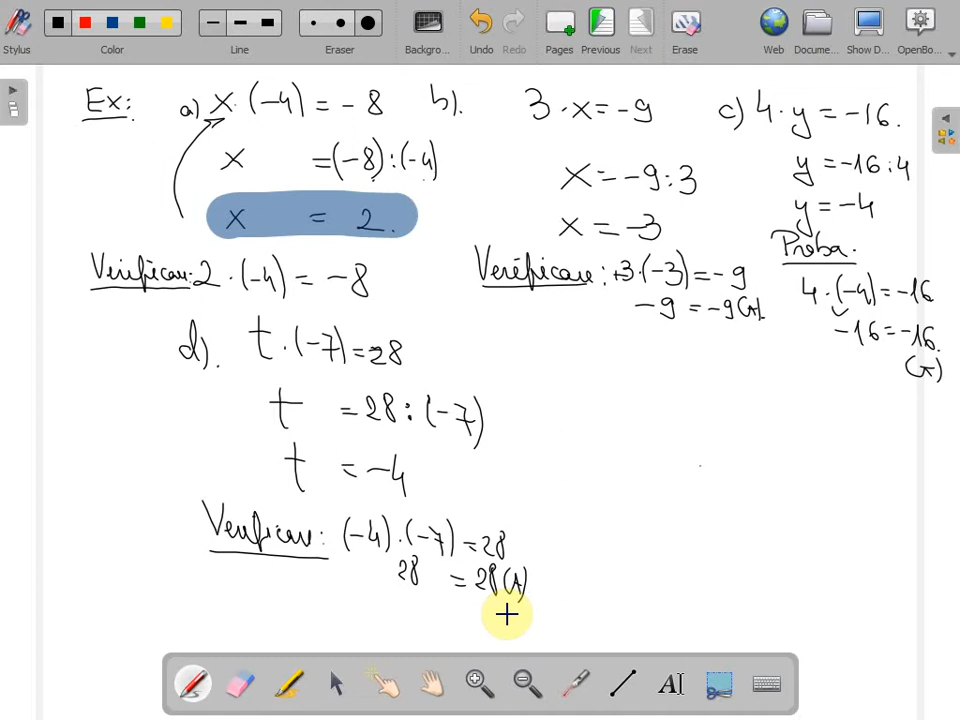 Stylus Color Line Eraser Backgro... Undo Redo Pages Previous Next Erase Web Docume... Show D... OpenBo...
Ex:
a) x·(-4) = -8
x =(-8):(-4)
x = 2.
Verificare: 2·(-4) = -8
b).
3·x=-9
x=-9:3
x=-3
Verificare: +3·(-3)=-9
-9 =-9(A).
c) 4·y=-16.
y=-16:4
y=-4
Proba:
4·(-4)=-16
-16=-16.
(A)
d). t·(-7)=28
t =28:(-7)
t =-4
Verificare: (-4)·(-7)=28
28 =28(A)